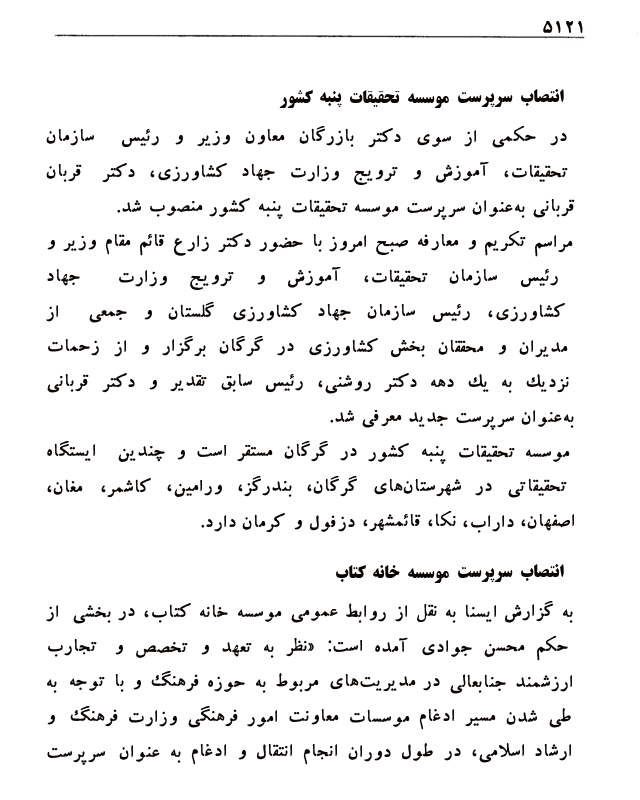 ۵۱۲۱
انتصاب سرپرست موسسه تحقیقات پنبه کشور
در حکمی از سوی دکتر بازرگان معاون وزیر و رئیس سازمان
تحقیقات، آموزش و ترویج وزارت جهاد کشاورزی، دکتر قربان
قربانی به‌عنوان سرپرست موسسه تحقیقات پنبه کشور منصوب شد.
مراسم تکریم و معارفه صبح امروز با حضور دکتر زارع قائم مقام وزیر و
رئیس سازمان تحقیقات، آموزش و ترویج وزارت جهاد
کشاورزی، رئیس سازمان جهاد کشاورزی گلستان و جمعی از
مدیران و محققان بخش کشاورزی در گرگان برگزار و از زحمات
نزدیك به یك دهه دکتر روشنی، رئیس سابق تقدیر و دکتر قربانی
به‌عنوان سرپرست جدید معرفی شد.
موسسه تحقیقات پنبه کشور در گرگان مستقر است و چندین ایستگاه
تحقیقاتی در شهرستان‌های گرگان، بندرگز، ورامین، کاشمر، مغان،
اصفهان، داراب، نکا، قائمشهر، دزفول و کرمان دارد.
انتصاب سرپرست موسسه خانه کتاب
به گزارش ایسنا به نقل از روابط عمومی موسسه خانه کتاب، در بخشی از
حکم محسن جوادی آمده است: «نظر به تعهد و تخصص و تجارب
ارزشمند جنابعالی در مدیریت‌های مربوط به حوزه فرهنگ و با توجه به
طی شدن مسیر ادغام موسسات معاونت امور فرهنگی وزارت فرهنگ و
ارشاد اسلامی، در طول دوران انجام انتقال و ادغام به عنوان سرپرست